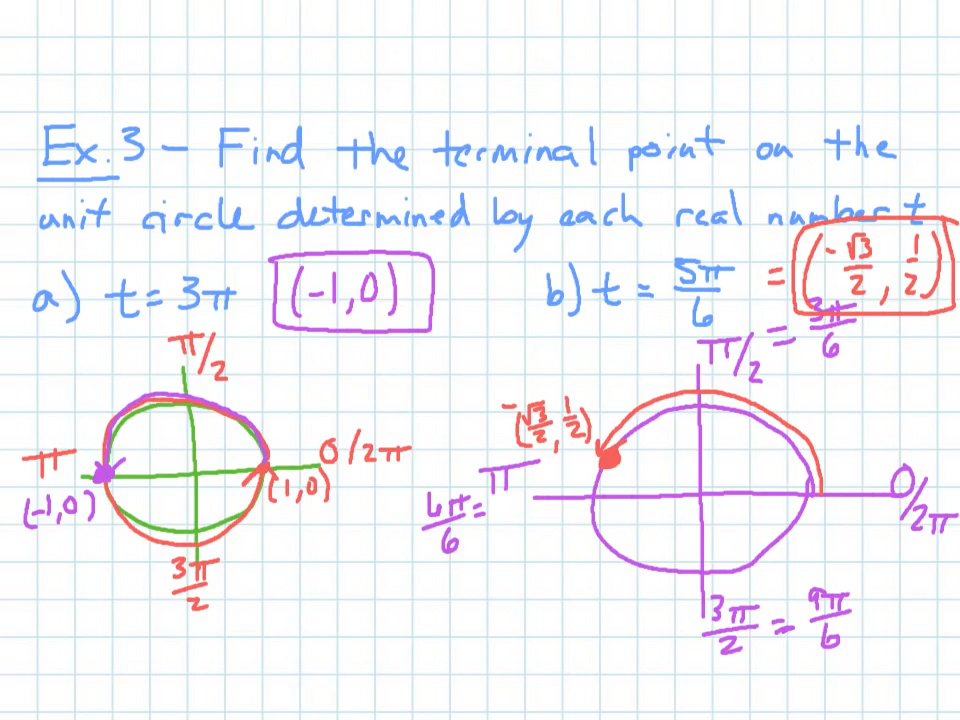 Ex. 3 - Find the terminal point on the
unit circle determined by each real number t
a) t = 3π (-1,0)
b) t = 5π/6 = (-√3/2, 1/2)
π/2
π
(-1,0)
0/2π
(1,0)
3π/2
π/2 = 3π/6
(-√3/2, 1/2)
π
6π/6 =
0/2π
3π/2 = 9π/6